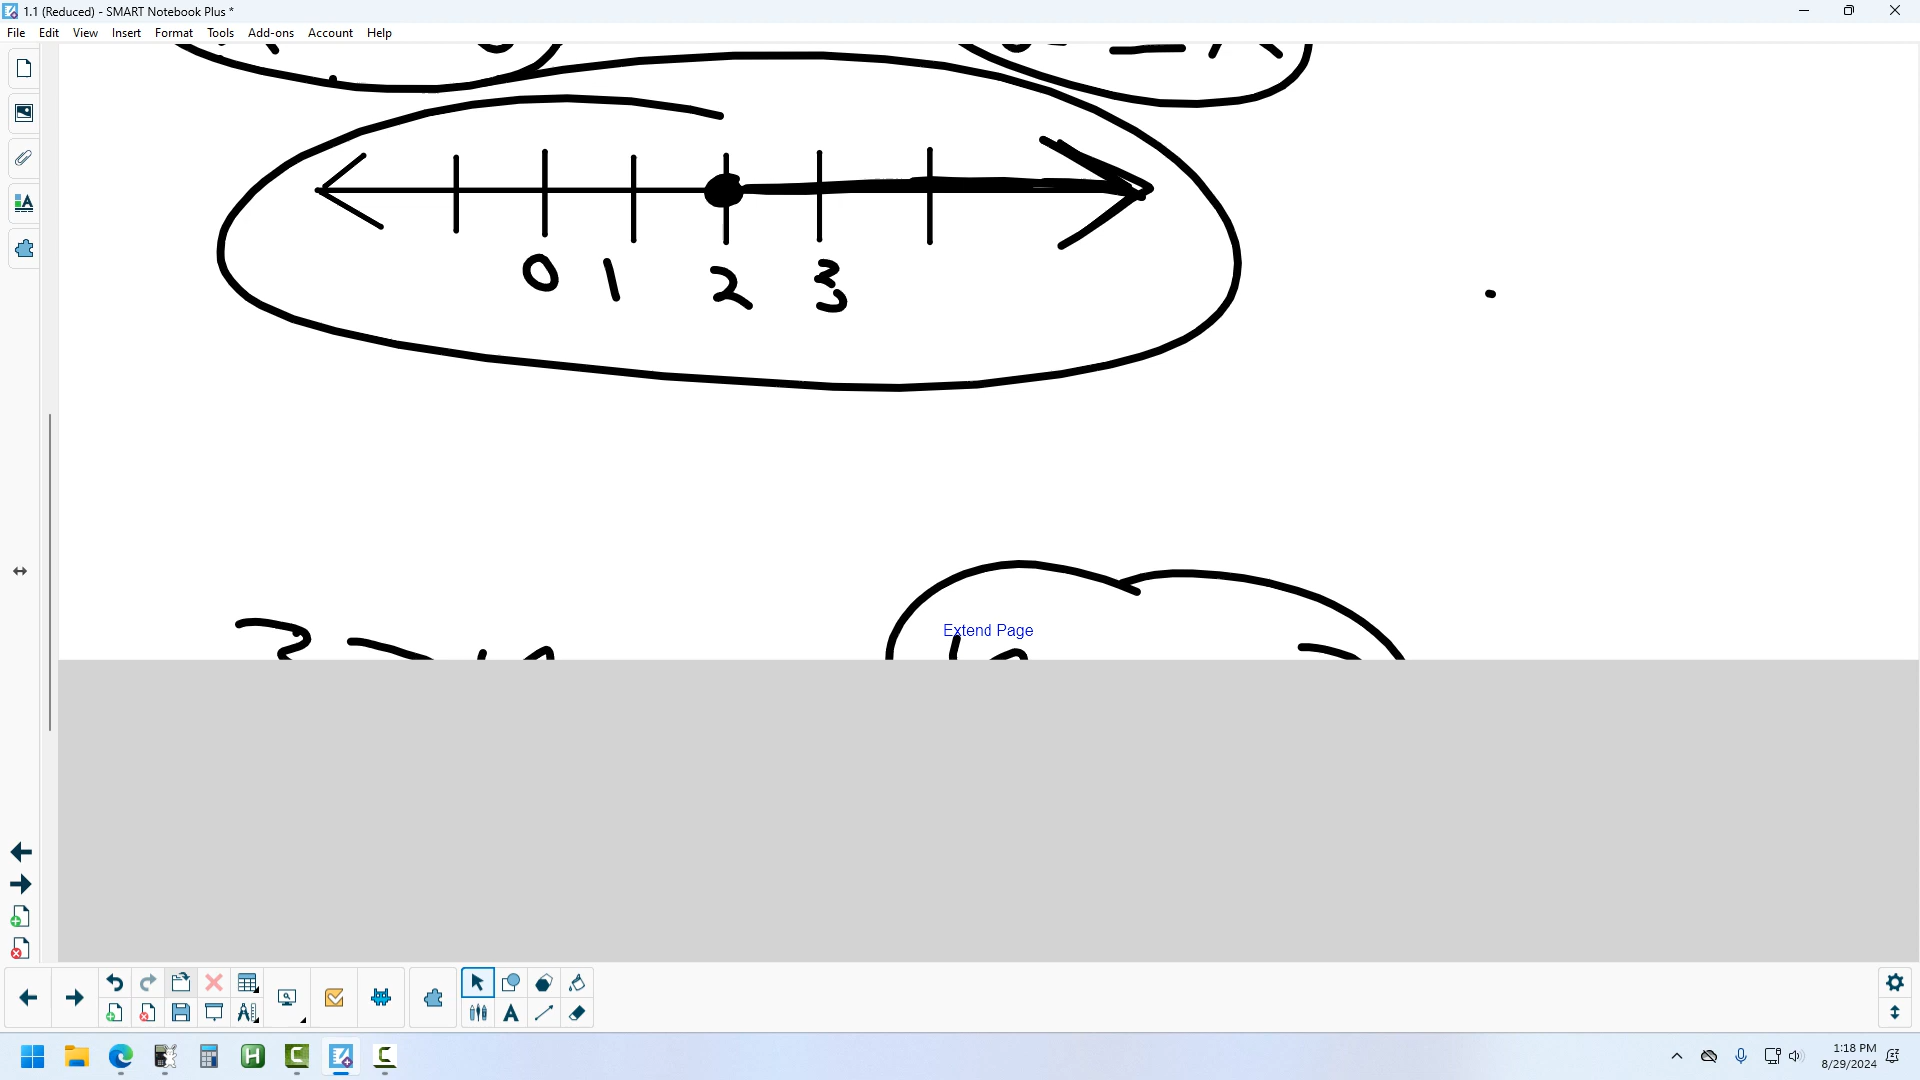 1.1 (Reduced) - SMART Notebook Plus *
File Edit View Insert Format Tools Add-ons Account Help
0 1 2 3
Extend Page
1:18 PM
8/29/2024